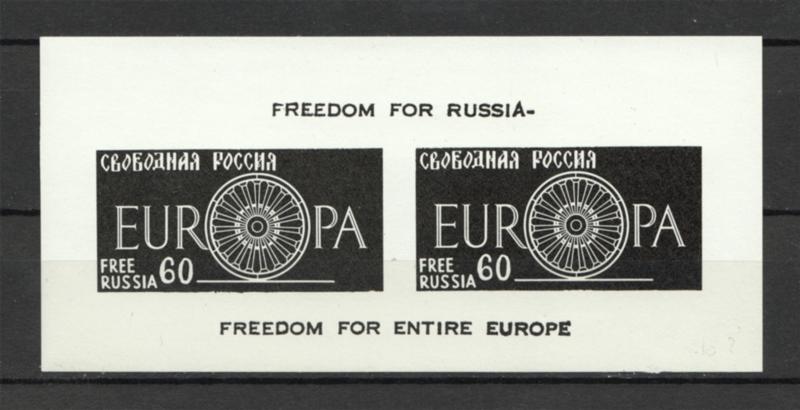 FREEDOM FOR RUSSIA-
СВОБОДНАЯ РОССИЯ
EUROPA
FREE
RUSSIA 60
СВОБОДНАЯ РОССИЯ
EUROPA
FREE
RUSSIA 60
FREEDOM FOR ENTIRE EUROPE